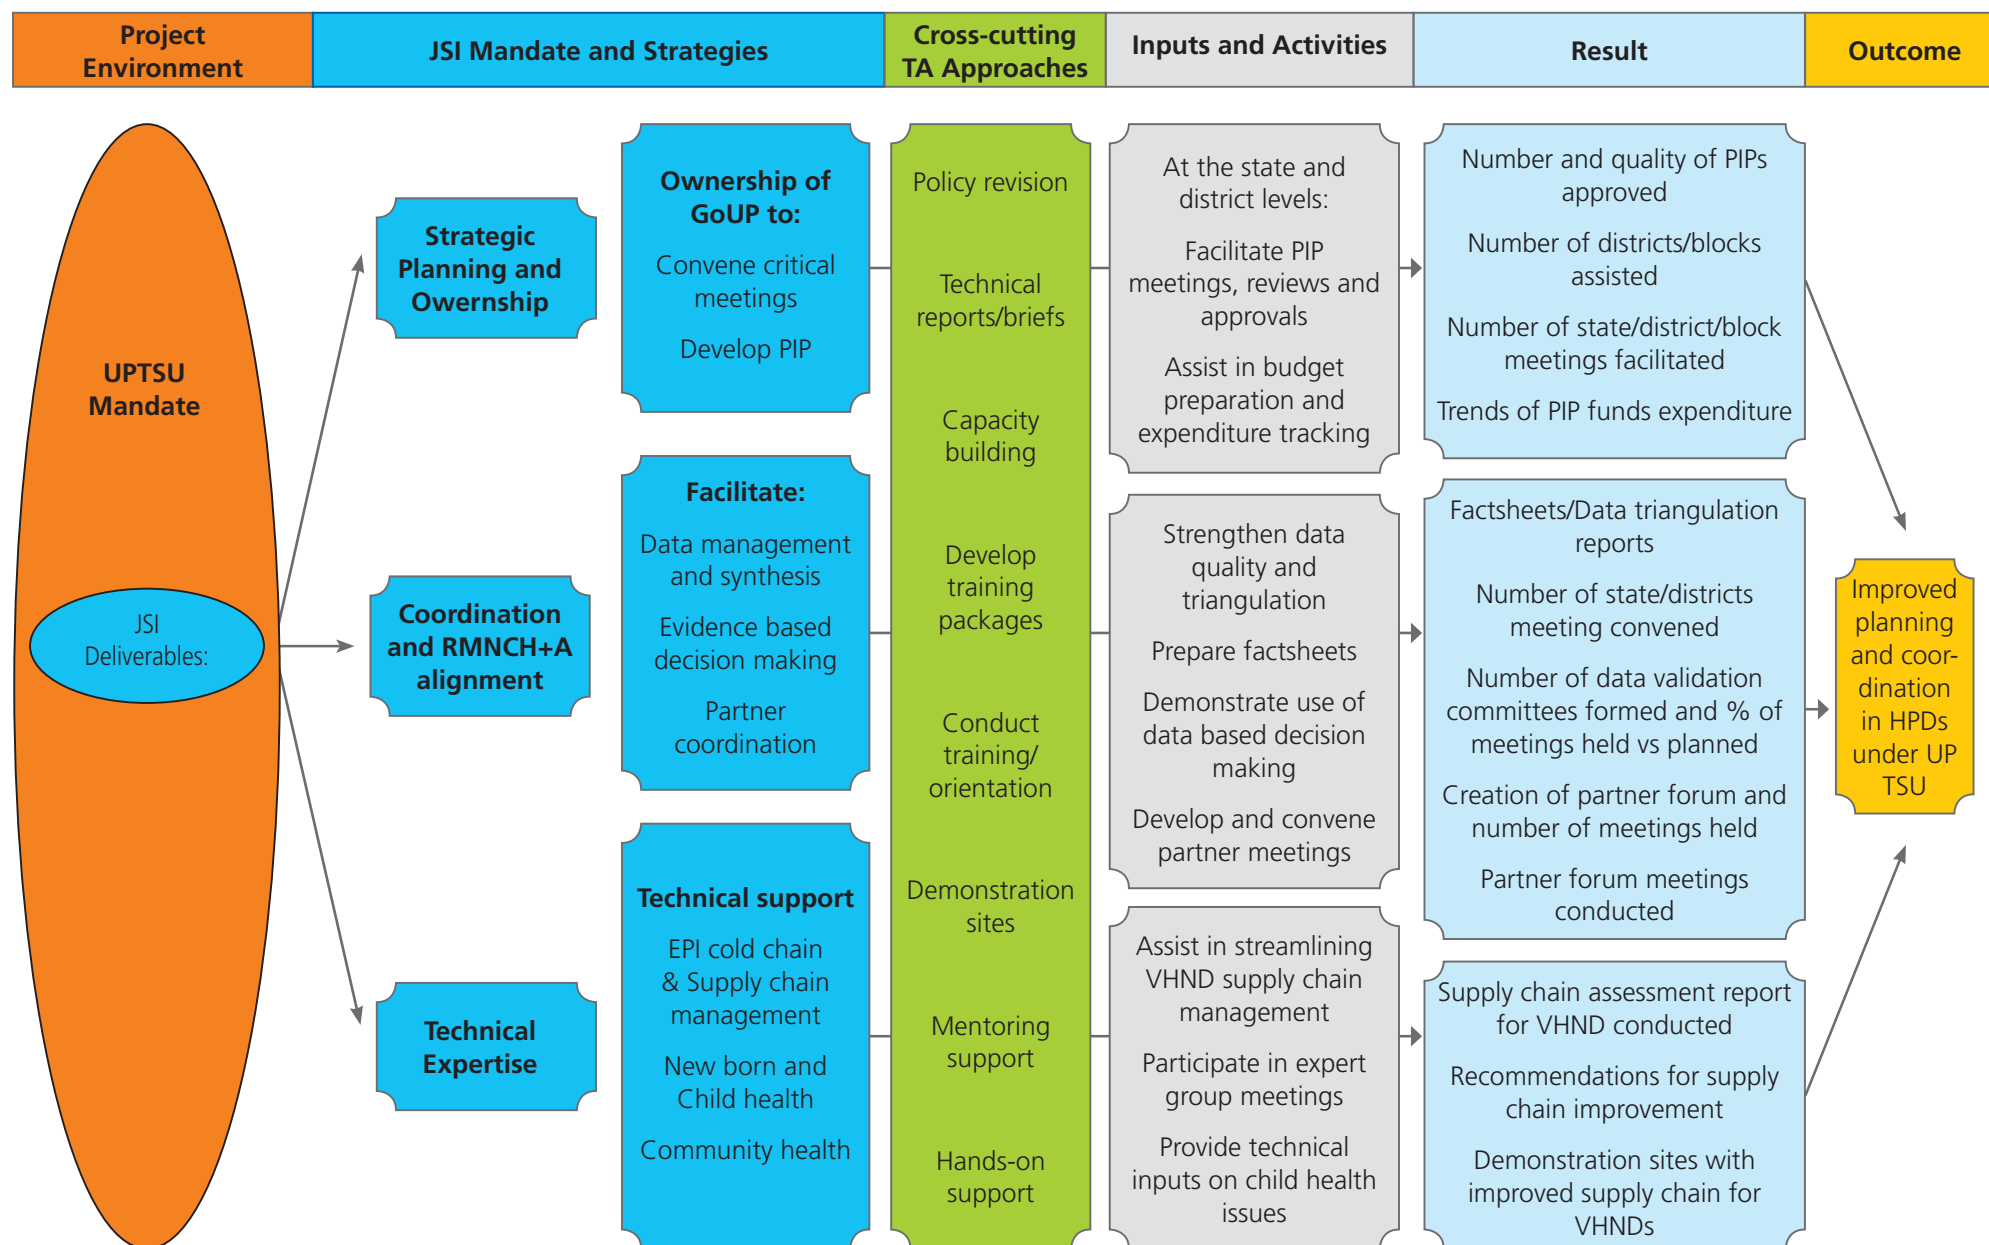 Project
Environment
JSI Mandate and Strategies
Cross-cutting
TA Approaches
Inputs and Activities
Result
Outcome
UPTSU
Mandate
JSI
Deliverables:
Strategic
Planning and
Owernship
Coordination
and RMNCH+A
alignment
Technical
Expertise
Ownership of
GoUP to:
Convene critical
meetings
Develop PIP
Facilitate:
Data management
and synthesis
Evidence based
decision making
Partner
coordination
Technical support
EPI cold chain
& Supply chain
management
New born and
Child health
Community health
Policy revision
Technical
reports/briefs
Capacity
building
Develop
training
packages
Conduct
training/
orientation
Demonstration
sites
Mentoring
support
Hands-on
support
At the state and
district levels:
Facilitate PIP
meetings, reviews and
approvals
Assist in budget
preparation and
expenditure tracking
Strengthen data
quality and
triangulation
Prepare factsheets
Demonstrate use of
data based decision
making
Develop and convene
partner meetings
Assist in streamlining
VHND supply chain
management
Participate in expert
group meetings
Provide technical
inputs on child health
issues
Number and quality of PIPs
approved
Number of districts/blocks
assisted
Number of state/district/block
meetings facilitated
Trends of PIP funds expenditure
Factsheets/Data triangulation
reports
Number of state/districts
meeting convened
Number of data validation
committees formed and % of
meetings held vs planned
Creation of partner forum and
number of meetings held
Partner forum meetings
conducted
Supply chain assessment report
for VHND conducted
Recommendations for supply
chain improvement
Demonstration sites with
improved supply chain for
VHNDs
Improved
planning
and coor-
dination
in HPDs
under UP
TSU